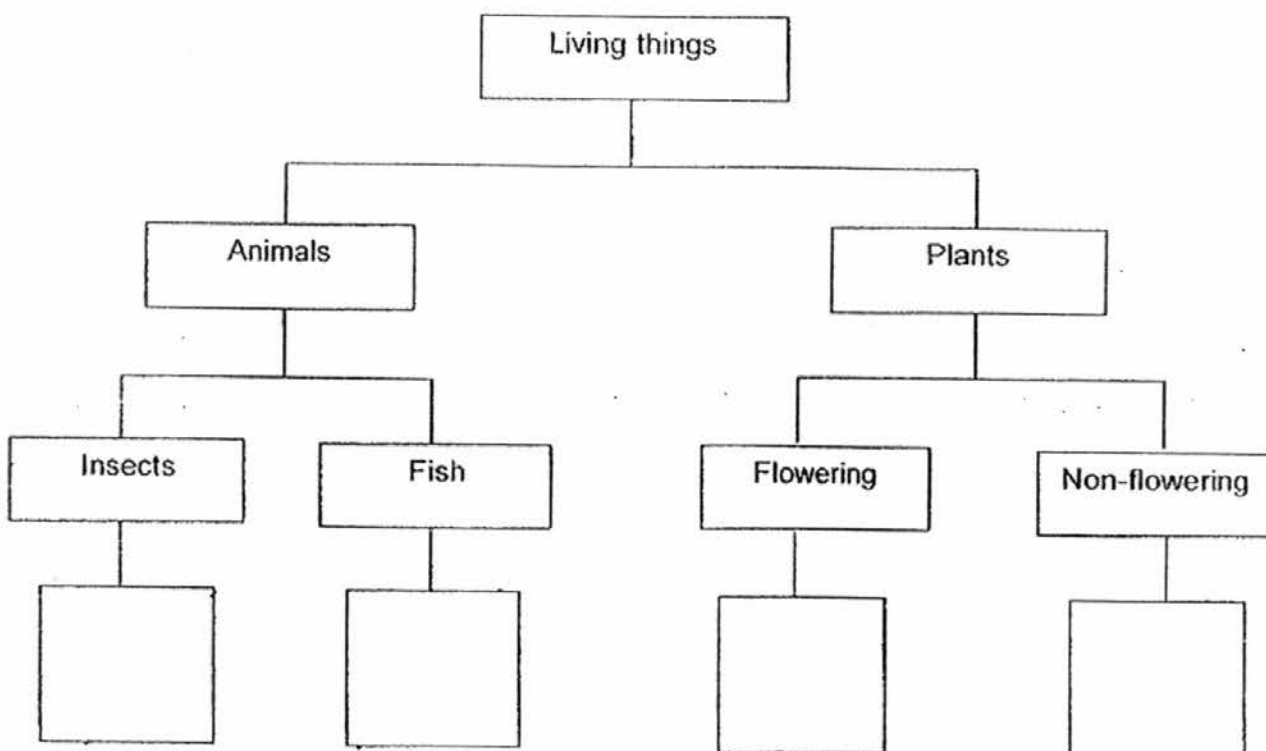 Living things
Animals
Plants
Insects
Fish
Flowering
Non-flowering